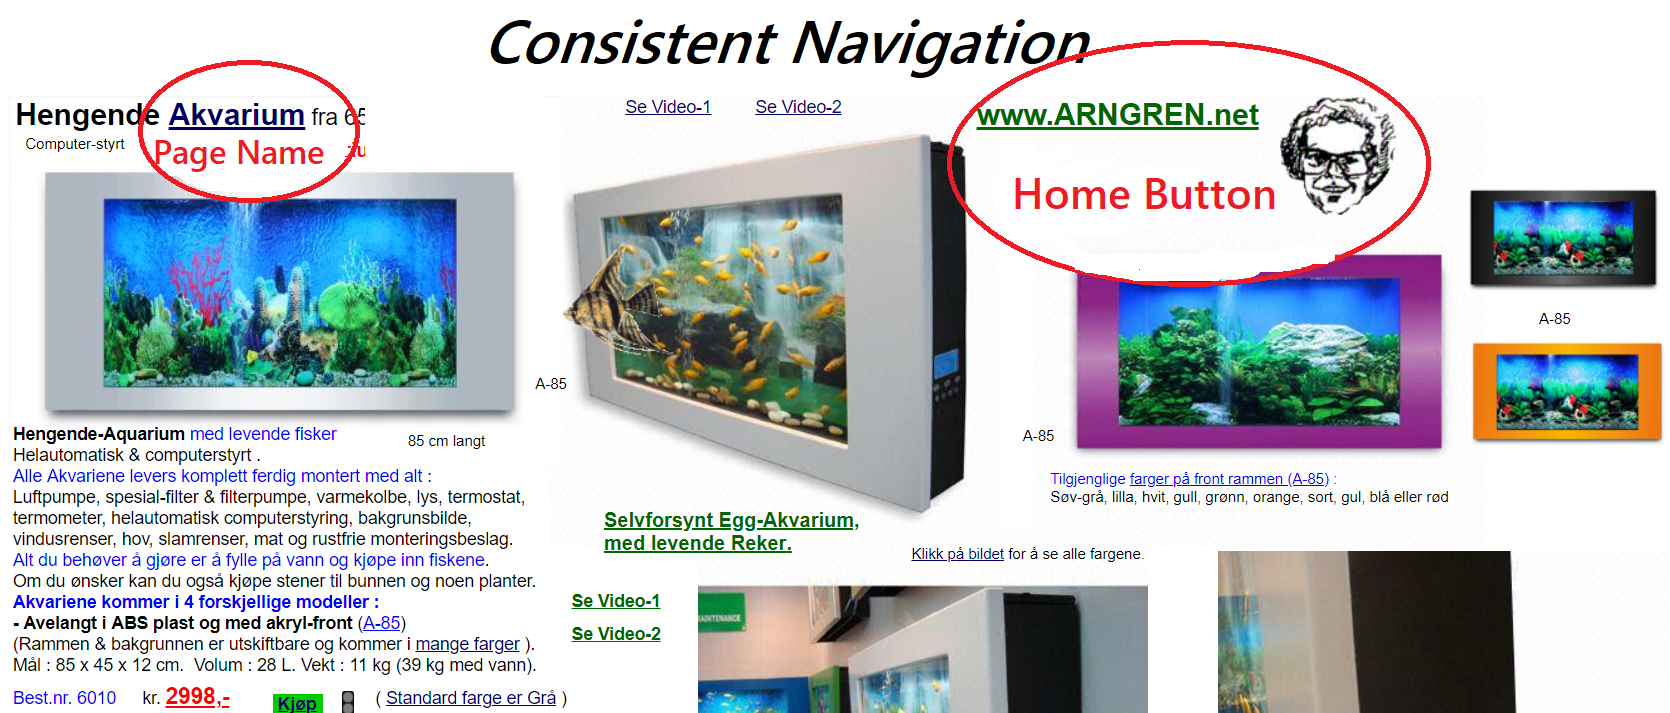 Consistent Navigation
Hengende Akvarium fra 65
Computer-styrt
Page Name
Se Video-1 Se Video-2
www.ARNGREN.net
Home Button
A-85
85 cm langt
A-85
A-85
Hengende-Aquarium med levende fisker
Helautomatisk & computerstyrt .
Alle Akvariene levers komplett ferdig montert med alt :
Luftpumpe, spesial-filter & filterpumpe, varmekolbe, lys, termostat,
termometer, helautomatisk computerstyring, bakgrunsbilde,
vindusrenser, hov, slamrenser, mat og rustfrie monteringsbeslag.
Alt du behøver å gjøre er å fylle på vann og kjøpe inn fiskene.
Om du ønsker kan du også kjøpe stener til bunnen og noen planter.
Akvariene kommer i 4 forskjellige modeller :
- Avelangt i ABS plast og med akryl-front (A-85)
(Rammen & bakgrunnen er utskiftbare og kommer i mange farger ).
Mål : 85 x 45 x 12 cm. Volum : 28 L. Vekt : 11 kg (39 kg med vann).
Best.nr. 6010 kr. 2998,- Kjøp ( Standard farge er Grå )
Selvforsynt Egg-Akvarium,
med levende Reker.
Se Video-1
Se Video-2
Tilgjenglige farger på front rammen (A-85) :
Søv-grå, lilla, hvit, gull, grønn, orange, sort, gul, blå eller rød
Klikk på bildet for å se alle fargene.
MAINTENANCE